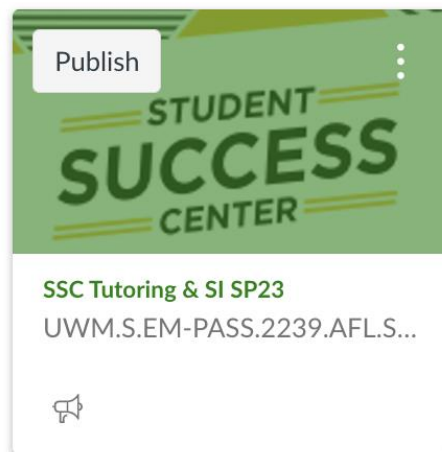 Publish
STUDENT
SUCCESS
CENTER
SSC Tutoring & SI SP23
UWM.S.EM-PASS.2239.AFL.S...